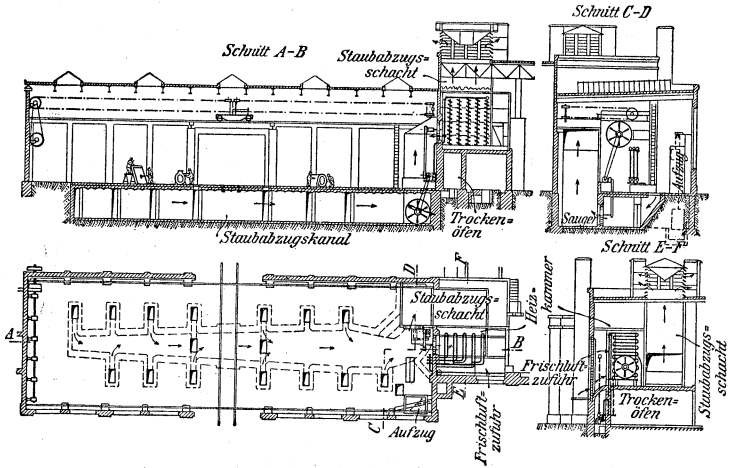 Schnitt A-B
Staubabzugs=
schacht
Schnitt C-D
Aufzug
Sauger
Trocken=
öfen
Staubabzugskanal
Schnitt E-F
D
F
Staubabzugs=
schacht
Heiz=
kammer
A
B
Frischluft=
zufuhr
Staubabzugs=
schacht
Trocken=
öfen
E
C
Aufzug
Frischluft=
zufuhr